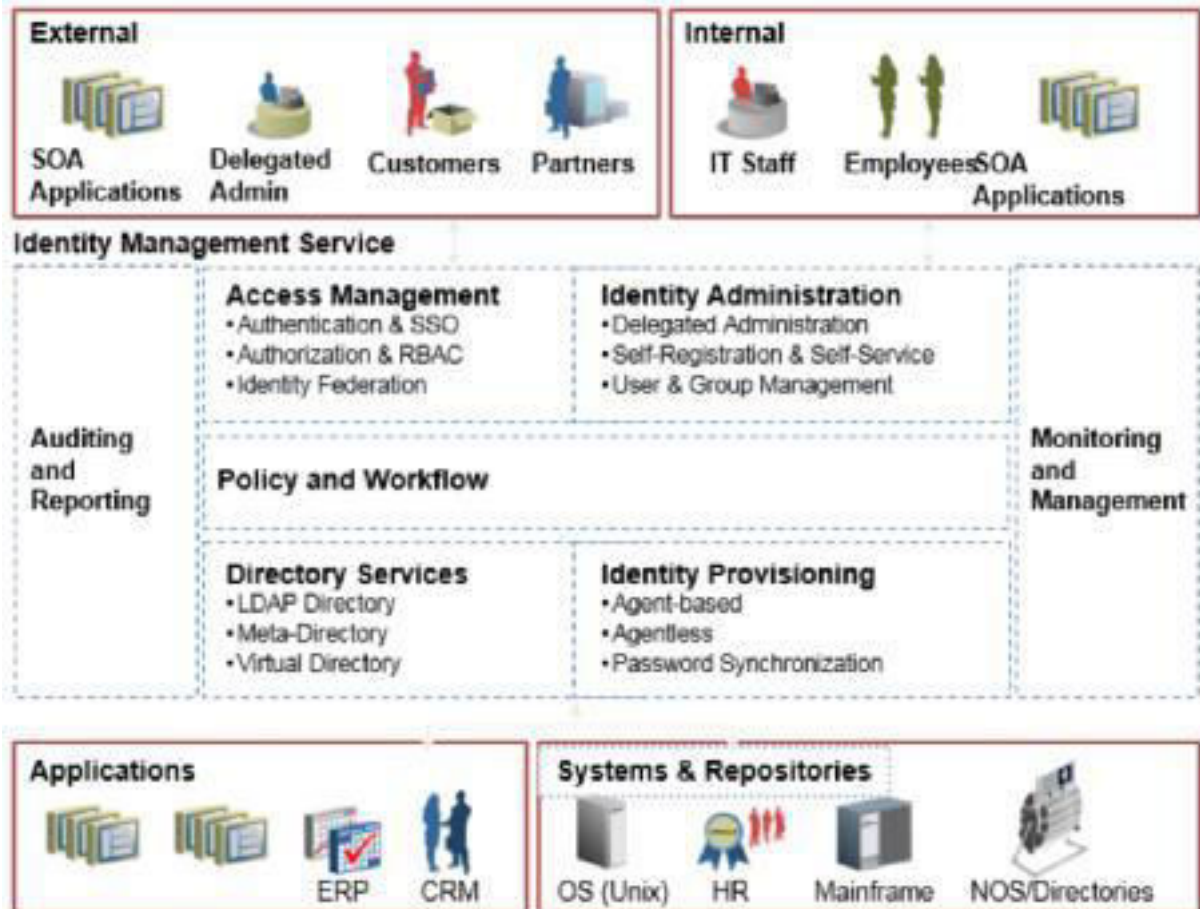 External
SOA
Applications
Delegated
Admin
Customers
Partners
Internal
IT Staff
Employees
SOA
Applications
Identity Management Service
Auditing
and
Reporting
Access Management
•Authentication & SSO
•Authorization & RBAC
•Identity Federation
Identity Administration
•Delegated Administration
•Self-Registration & Self-Service
•User & Group Management
Monitoring
and
Management
Policy and Workflow
Directory Services
•LDAP Directory
•Meta-Directory
•Virtual Directory
Identity Provisioning
•Agent-based
•Agentless
•Password Synchronization
Applications
ERP
CRM
Systems & Repositories
OS (Unix)
HR
Mainframe
NOS/Directories